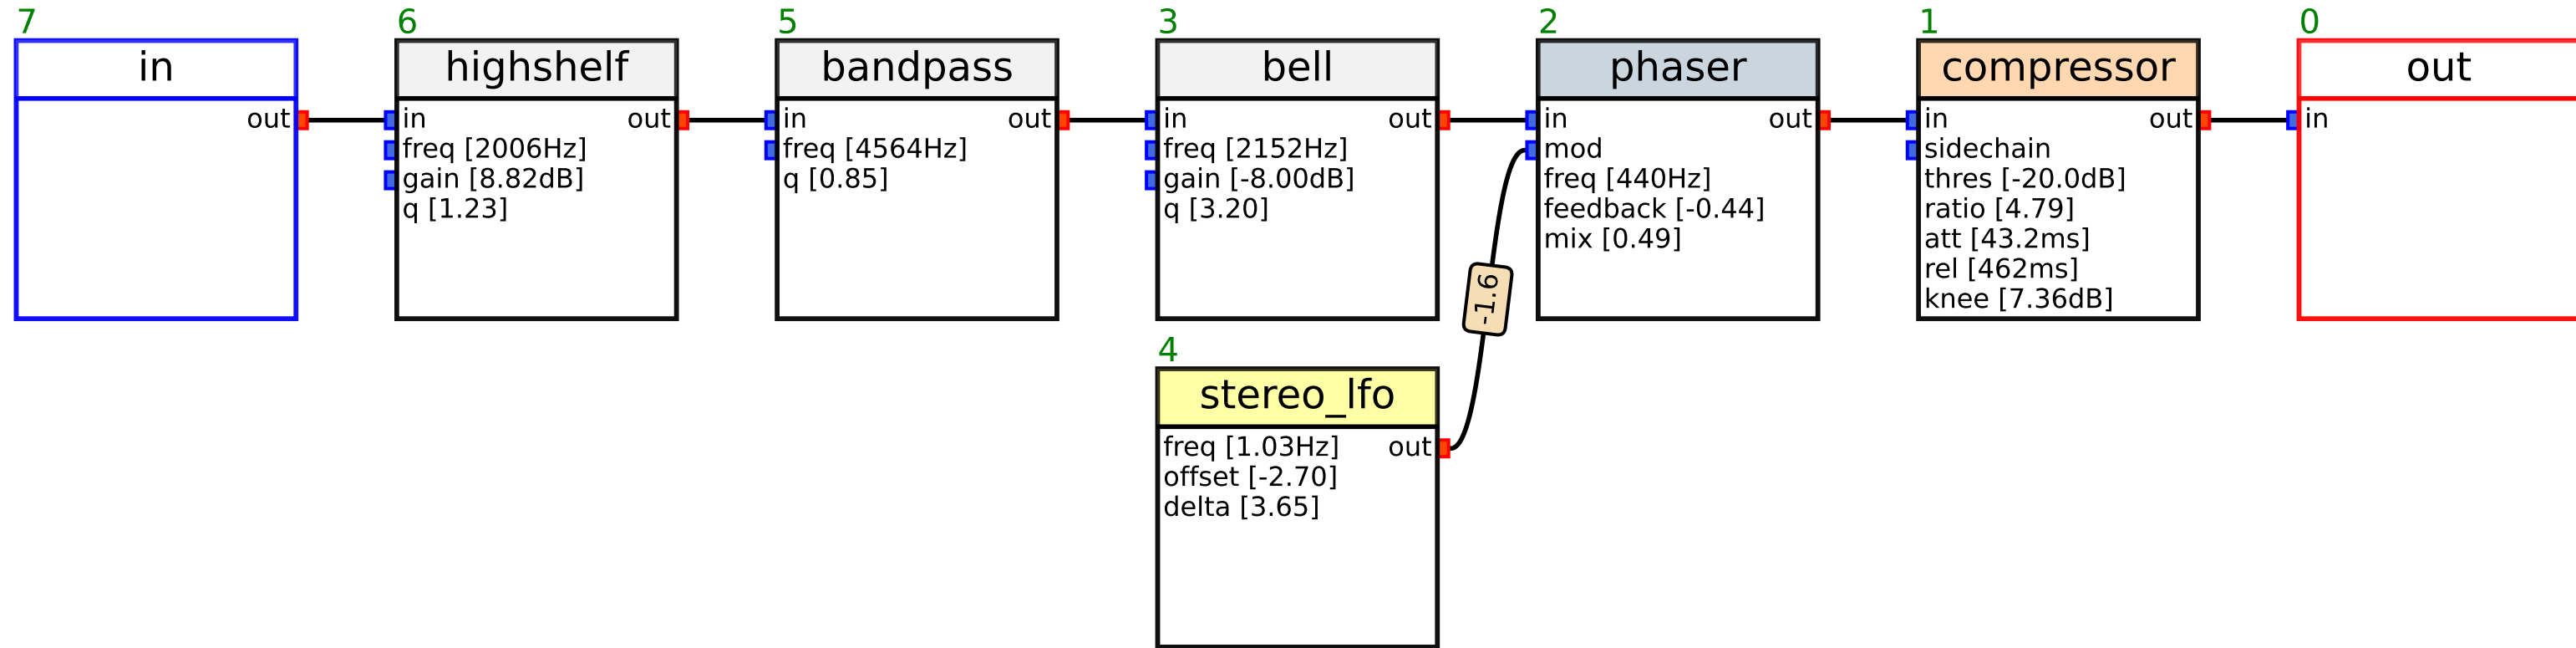 7
in
out
6
highshelf
in out
freq [2006Hz]
gain [8.82dB]
q [1.23]
5
bandpass
in out
freq [4564Hz]
q [0.85]
3
bell
in out
freq [2152Hz]
gain [-8.00dB]
q [3.20]
2
phaser
in out
mod
freq [440Hz]
feedback [-0.44]
mix [0.49]
1
compressor
in out
sidechain
thres [-20.0dB]
ratio [4.79]
att [43.2ms]
rel [462ms]
knee [7.36dB]
0
out
in
-1.6
4
stereo_lfo
freq [1.03Hz] out
offset [-2.70]
delta [3.65]